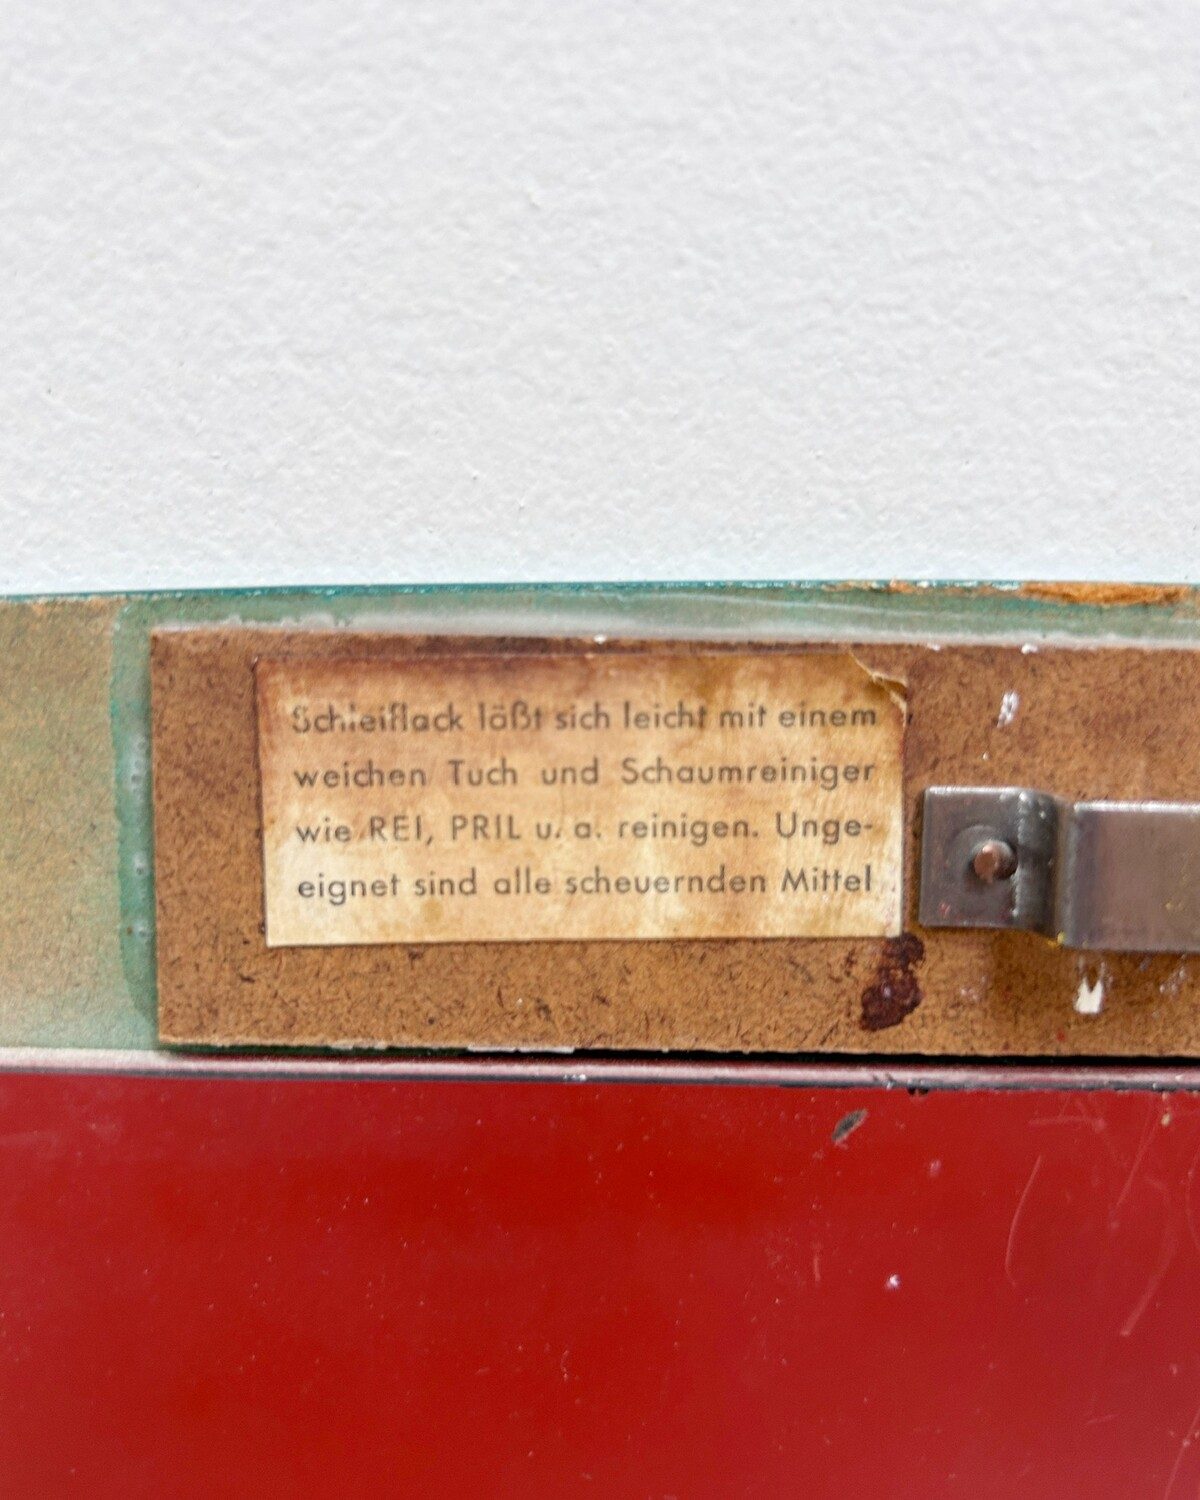 Schleiflack läßt sich leicht mit einem
weichen Tuch und Schaumreiniger
wie REI, PRIL u. a. reinigen. Unge-
eignet sind alle scheuernden Mittel